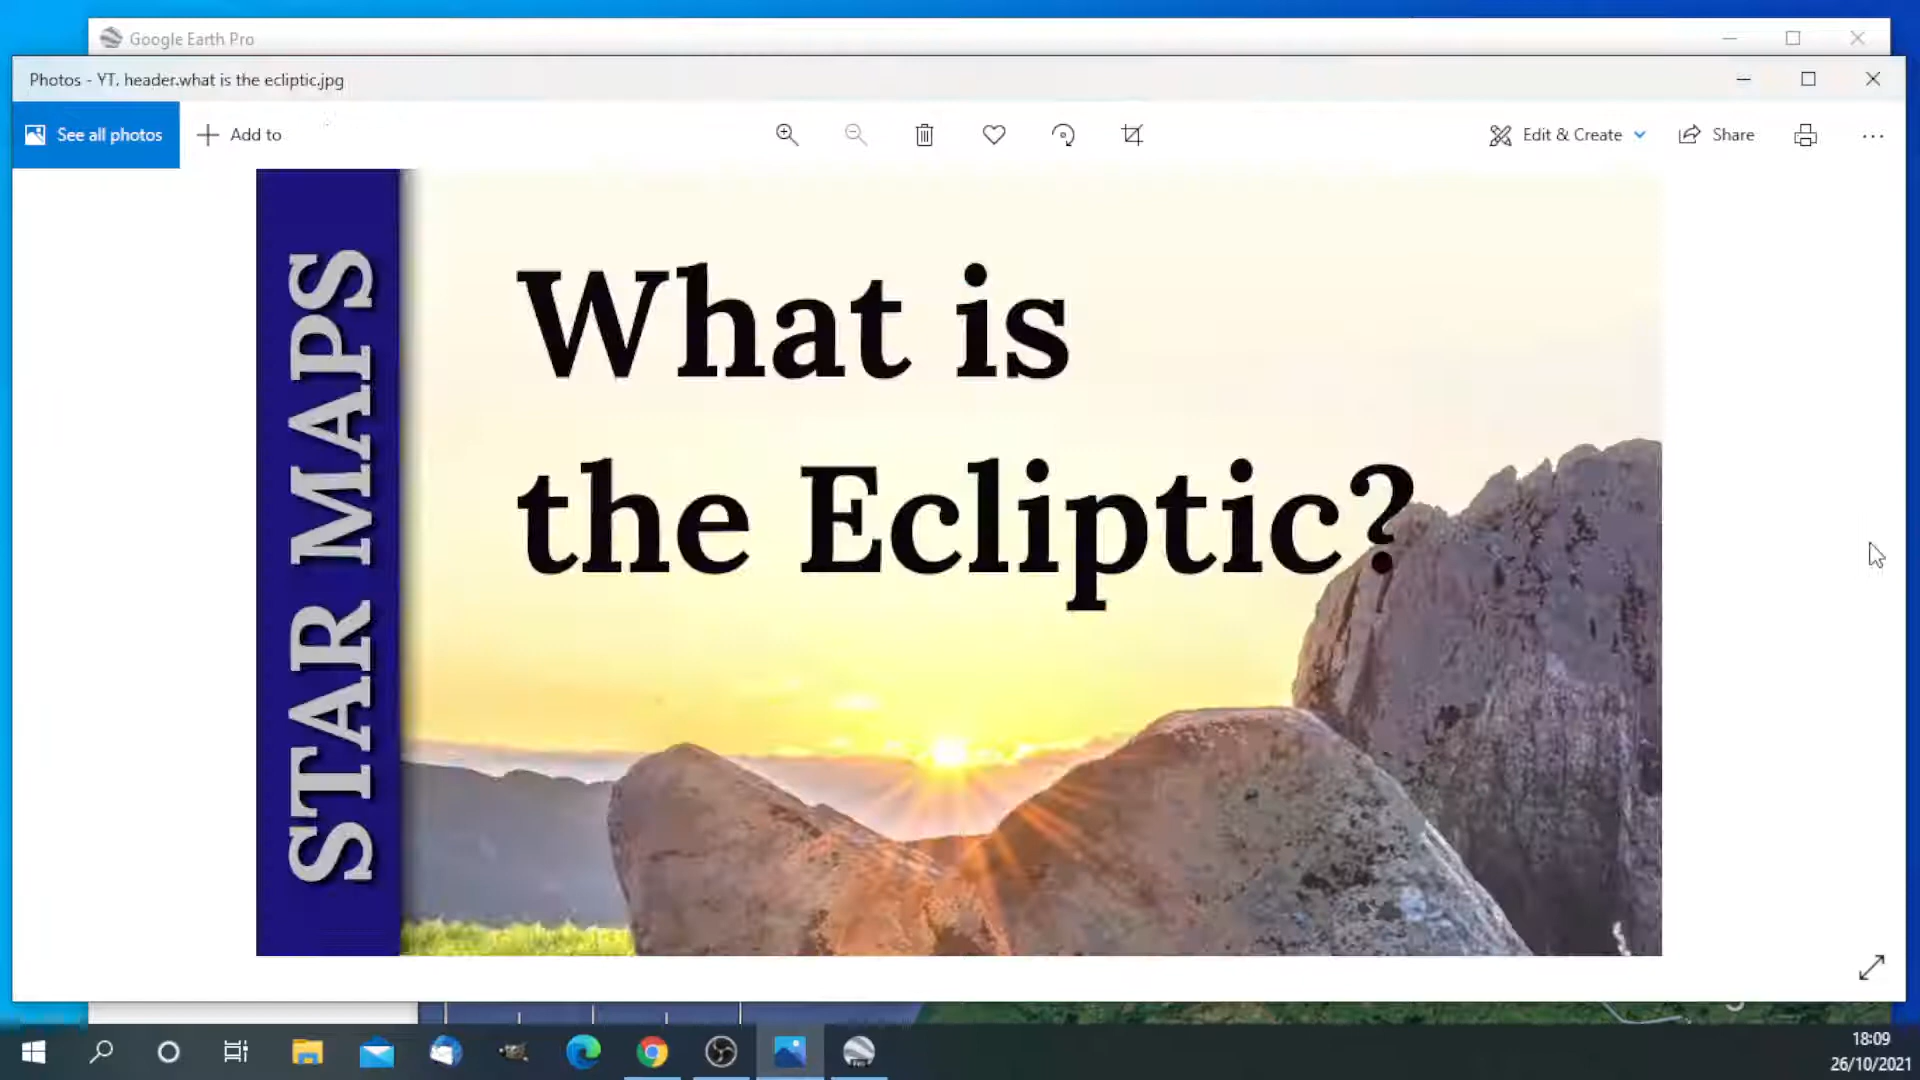 Google Earth Pro
Photos - YT. header.what is the ecliptic.jpg
See all photos
Add to
Edit & Create
Share
STAR MAPS
What is
the Ecliptic?
18:09
26/10/2021